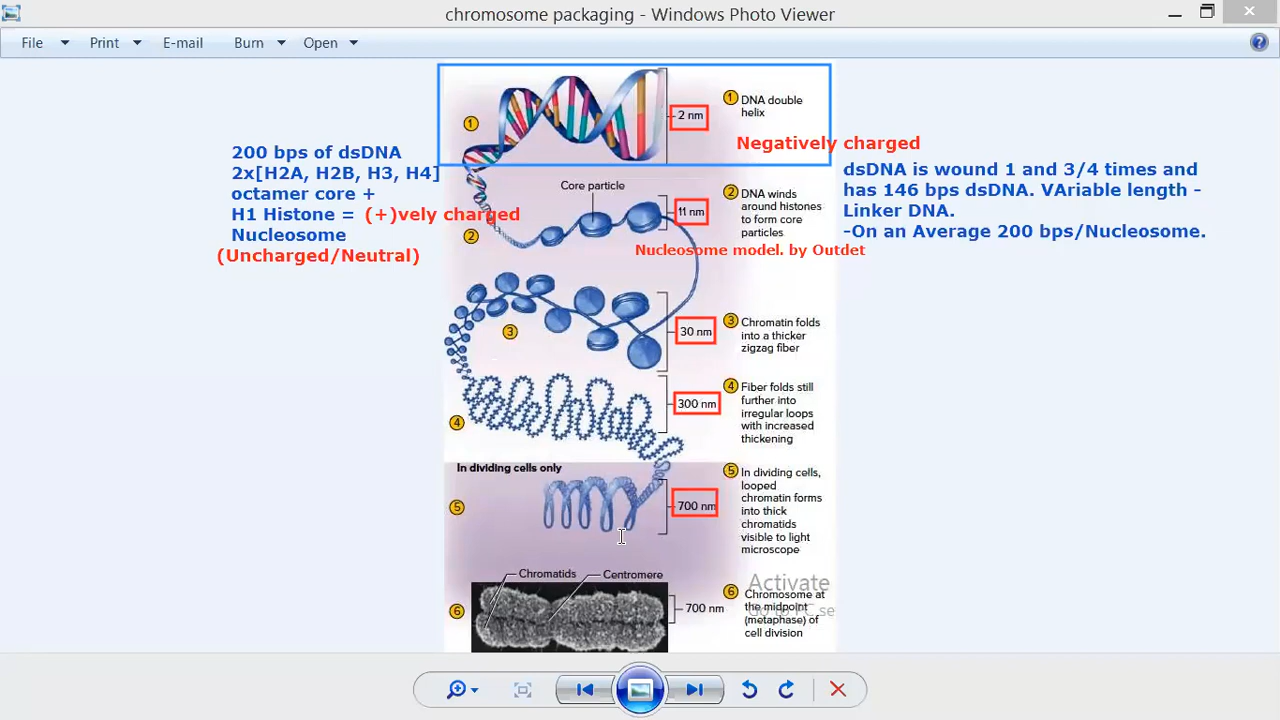 chromosome packaging - Windows Photo Viewer
File Print E-mail Burn Open
1 DNA double
helix
2 nm
1
Negatively charged
200 bps of dsDNA
2x[H2A, H2B, H3, H4]
octamer core +
H1 Histone = (+)vely charged
Nucleosome
(Uncharged/Neutral)
dsDNA is wound 1 and 3/4 times and
has 146 bps dsDNA. VAriable length -
Linker DNA.
-On an Average 200 bps/Nucleosome.
Core particle
11 nm
2
2 DNA winds
around histones
to form core
particles
Nucleosome model. by Outdet
3
30 nm
3 Chromatin folds
into a thicker
zigzag fiber
4
300 nm
4 Fiber folds still
further into
irregular loops
with increased
thickening
In dividing cells only
5
700 nm
5 In dividing cells,
looped
chromatin forms
into thick
chromatids
visible to light
microscope
Chromatids Centromere
6
700 nm
6 Chromosome at
the midpoint
(metaphase) of
cell division
Activate
Go to PC se